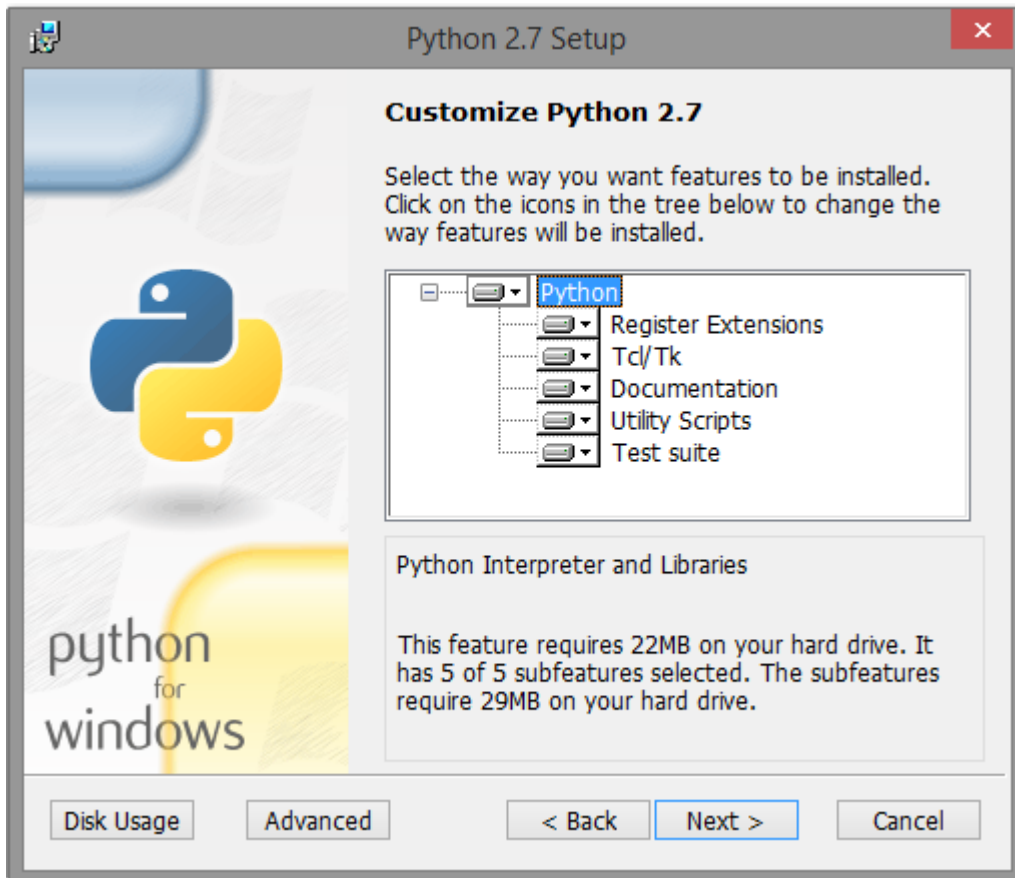 Python 2.7 Setup
Customize Python 2.7
Select the way you want features to be installed.
Click on the icons in the tree below to change the
way features will be installed.
Python
Register Extensions
Tcl/Tk
Documentation
Utility Scripts
Test suite
Python Interpreter and Libraries
This feature requires 22MB on your hard drive. It
has 5 of 5 subfeatures selected. The subfeatures
require 29MB on your hard drive.
python
for
windows
Disk Usage
Advanced
< Back
Next >
Cancel